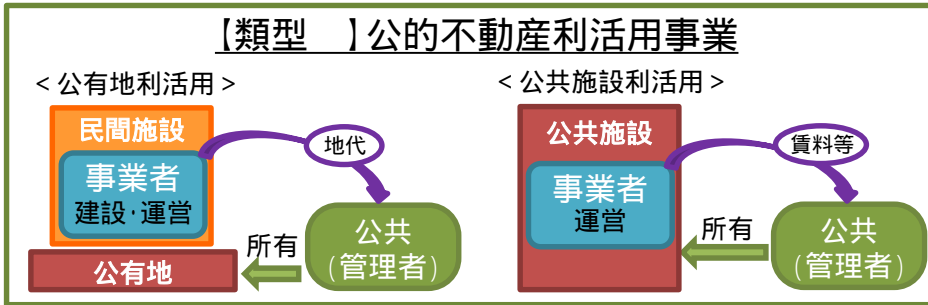 【類型　】公的不動産利活用事業
<公有地利活用>
民間施設
事業者
建設・運営
公有地
地代
所有
公共
(管理者)
<公共施設利活用>
公共施設
事業者
運営
賃料等
所有
公共
(管理者)